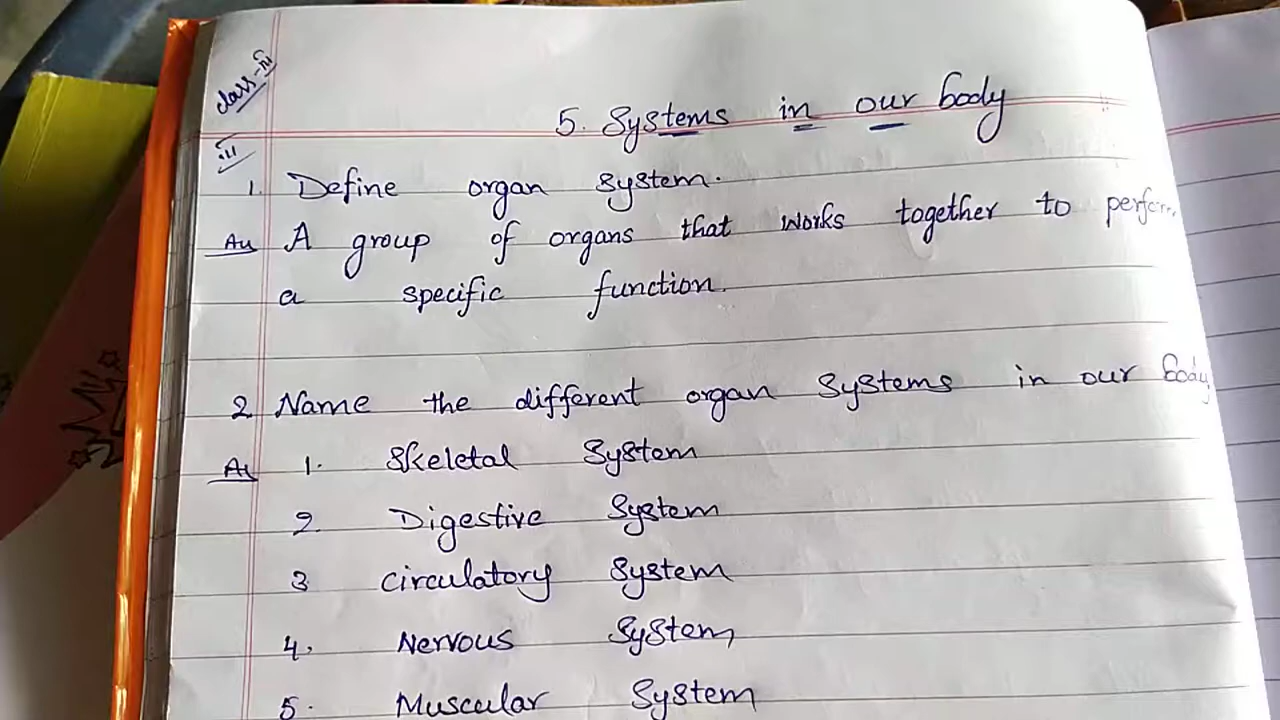 class-III
5. Systems in our body
III
1. Define organ system.
Ans A group of organs that works together to perform
a specific function.
2 Name the different organ systems in our body
Ans 1. Skeletal System
2. Digestive System
3 Circulatory System
4. Nervous System
5. Muscular System
MY